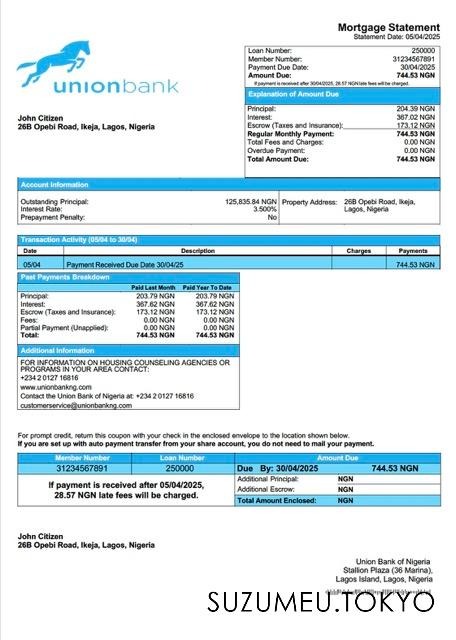 Mortgage Statement
Statement Date: 05/04/2025
unionbank
Loan Number: 250000
Member Number: 31234567891
Payment Due Date: 30/04/2025
Amount Due: 744.53 NGN
If payment is received after 30/04/2025, 28.57 NGN late fees will be charged.
John Citizen
26B Opebi Road, Ikeja, Lagos, Nigeria
Explanation of Amount Due
Principal: 204.39 NGN
Interest: 367.02 NGN
Escrow (Taxes and Insurance): 173.12 NGN
Regular Monthly Payment: 744.53 NGN
Total Fees and Charges: 0.00 NGN
Overdue Payment: 0.00 NGN
Total Amount Due: 744.53 NGN
Account Information
Outstanding Principal: 125,835.84 NGN
Interest Rate: 3.500%
Prepayment Penalty: No
Property Address: 26B Opebi Road, Ikeja,
Lagos, Nigeria
Transaction Activity (05/04 to 30/04)
Date Description Charges Payments
05/04 Payment Received Due Date 30/04/25 744.53 NGN
Past Payments Breakdown
Paid Last Month Paid Year To Date
Principal: 203.79 NGN 203.79 NGN
Interest: 367.62 NGN 367.62 NGN
Escrow (Taxes and Insurance): 173.12 NGN 173.12 NGN
Fees: 0.00 NGN 0.00 NGN
Partial Payment (Unapplied): 0.00 NGN 0.00 NGN
Total: 744.53 NGN 744.53 NGN
Additional Information
FOR INFORMATION ON HOUSING COUNSELING AGENCIES OR
PROGRAMS IN YOUR AREA CONTACT:
+234 2 0127 16816
www.unionbankng.com
Contact the Union Bank of Nigeria at: +234 2 0127 16816
customerservice@unionbankng.com
For prompt credit, return this coupon with your check in the enclosed envelope to the location shown below.
If you are set up with auto payment transfer from your share account, you do not need to mail your payment.
Member Number Loan Number Amount Due
31234567891 250000 Due By: 30/04/2025 744.53 NGN
If payment is received after 05/04/2025,
28.57 NGN late fees will be charged.
Additional Principal: NGN
Additional Escrow: NGN
Total Amount Enclosed: NGN
John Citizen
26B Opebi Road, Ikeja, Lagos, Nigeria
Union Bank of Nigeria
Stallion Plaza (36 Marina),
Lagos Island, Lagos, Nigeria
SUZUMEU.TOKYO